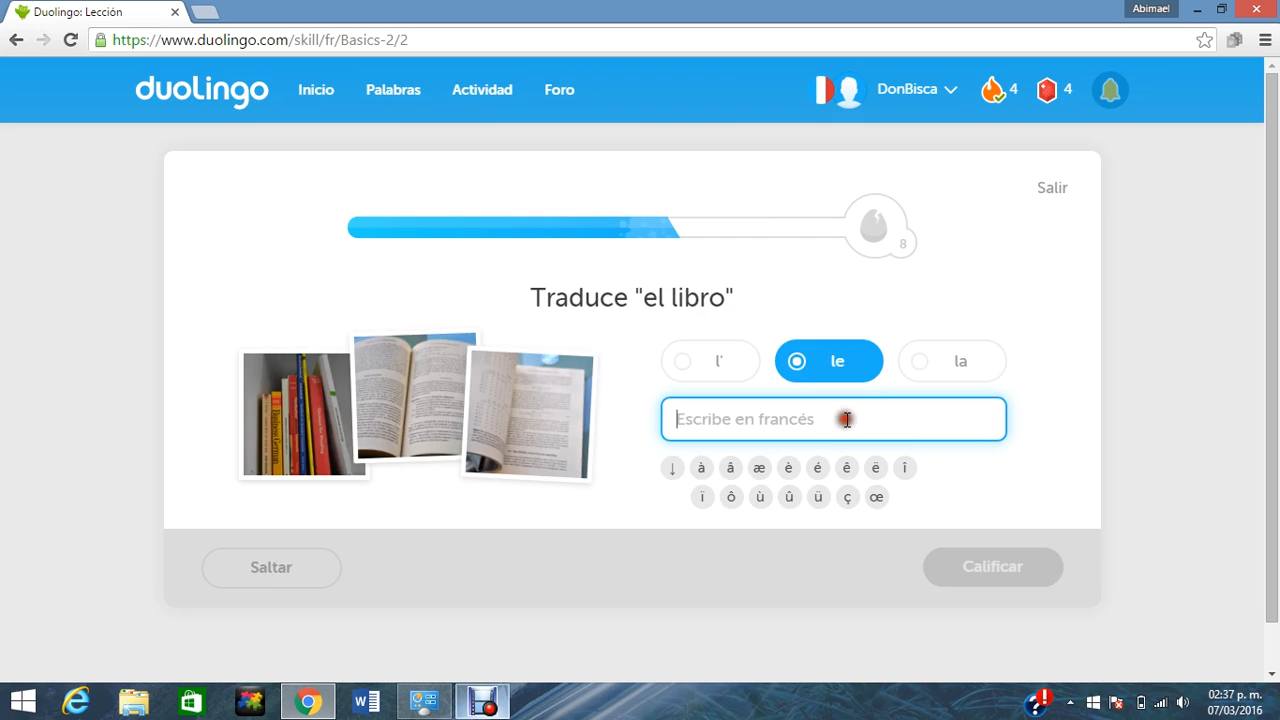 Duolingo: Lección
Abimael
https://www.duolingo.com/skill/fr/Basics-2/2
duolingo Inicio Palabras Actividad Foro DonBisca 4 4
Salir
8
Traduce "el libro"
l' le la
Escribe en francés
↓ à â æ è é ê ë î
ï ô ù û ü ç œ
Saltar Calificar
02:37 p. m.
07/03/2016